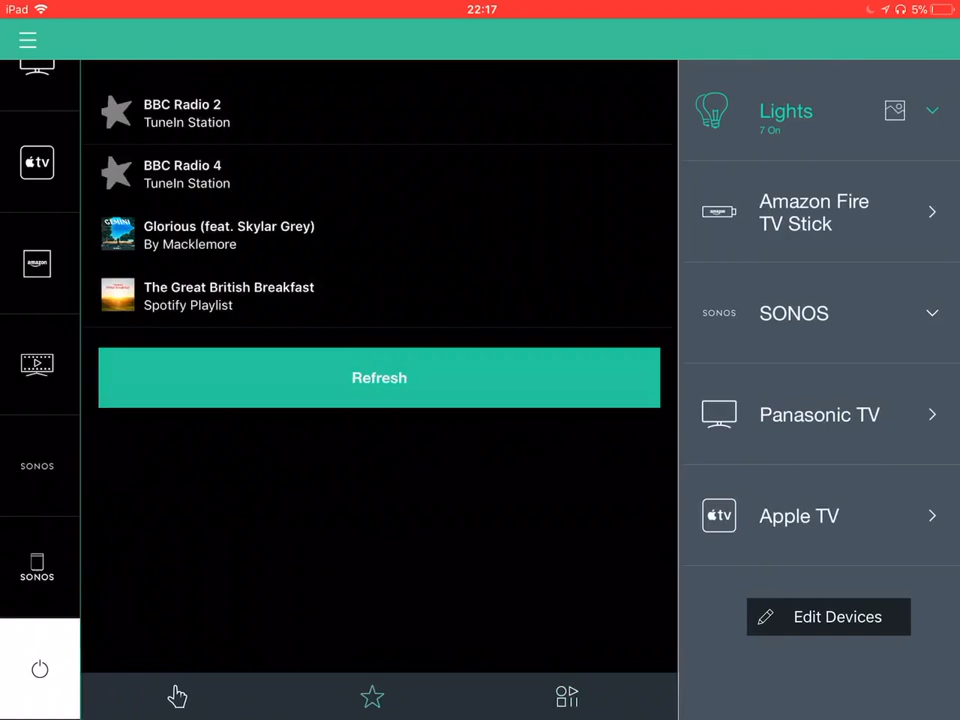 iPad
22:17
5%
tv
amazon
SONOS
SONOS
BBC Radio 2
TuneIn Station
BBC Radio 4
TuneIn Station
GEMINI
Glorious (feat. Skylar Grey)
By Macklemore
The Great British Breakfast
Spotify Playlist
Refresh
Lights
7 On
amazon
Amazon Fire
TV Stick
SONOS
SONOS
Panasonic TV
tv
Apple TV
Edit Devices